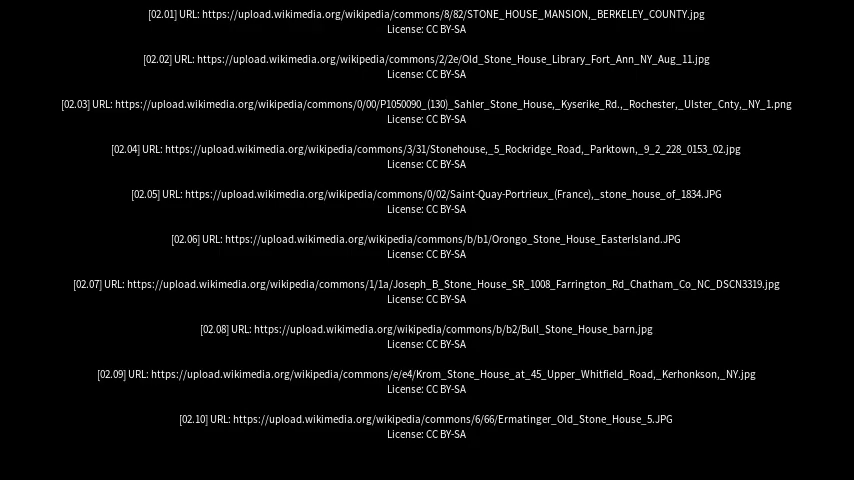 [02.01] URL: https://upload.wikimedia.org/wikipedia/commons/8/82/STONE_HOUSE_MANSION,_BERKELEY_COUNTY.jpg
License: CC BY-SA
[02.02] URL: https://upload.wikimedia.org/wikipedia/commons/2/2e/Old_Stone_House_Library_Fort_Ann_NY_Aug_11.jpg
License: CC BY-SA
[02.03] URL: https://upload.wikimedia.org/wikipedia/commons/0/00/P1050090_(130)_Sahler_Stone_House,_Kyserike_Rd.,_Rochester,_Ulster_Cnty,_NY_1.png
License: CC BY-SA
[02.04] URL: https://upload.wikimedia.org/wikipedia/commons/3/31/Stonehouse,_5_Rockridge_Road,_Parktown,_9_2_228_0153_02.jpg
License: CC BY-SA
[02.05] URL: https://upload.wikimedia.org/wikipedia/commons/0/02/Saint-Quay-Portrieux_(France),_stone_house_of_1834.JPG
License: CC BY-SA
[02.06] URL: https://upload.wikimedia.org/wikipedia/commons/b/b1/Orongo_Stone_House_EasterIsland.JPG
License: CC BY-SA
[02.07] URL: https://upload.wikimedia.org/wikipedia/commons/1/1a/Joseph_B_Stone_House_SR_1008_Farrington_Rd_Chatham_Co_NC_DSCN3319.jpg
License: CC BY-SA
[02.08] URL: https://upload.wikimedia.org/wikipedia/commons/b/b2/Bull_Stone_House_barn.jpg
License: CC BY-SA
[02.09] URL: https://upload.wikimedia.org/wikipedia/commons/e/e4/Krom_Stone_House_at_45_Upper_Whitfield_Road,_Kerhonkson,_NY.jpg
License: CC BY-SA
[02.10] URL: https://upload.wikimedia.org/wikipedia/commons/6/66/Ermatinger_Old_Stone_House_5.JPG
License: CC BY-SA